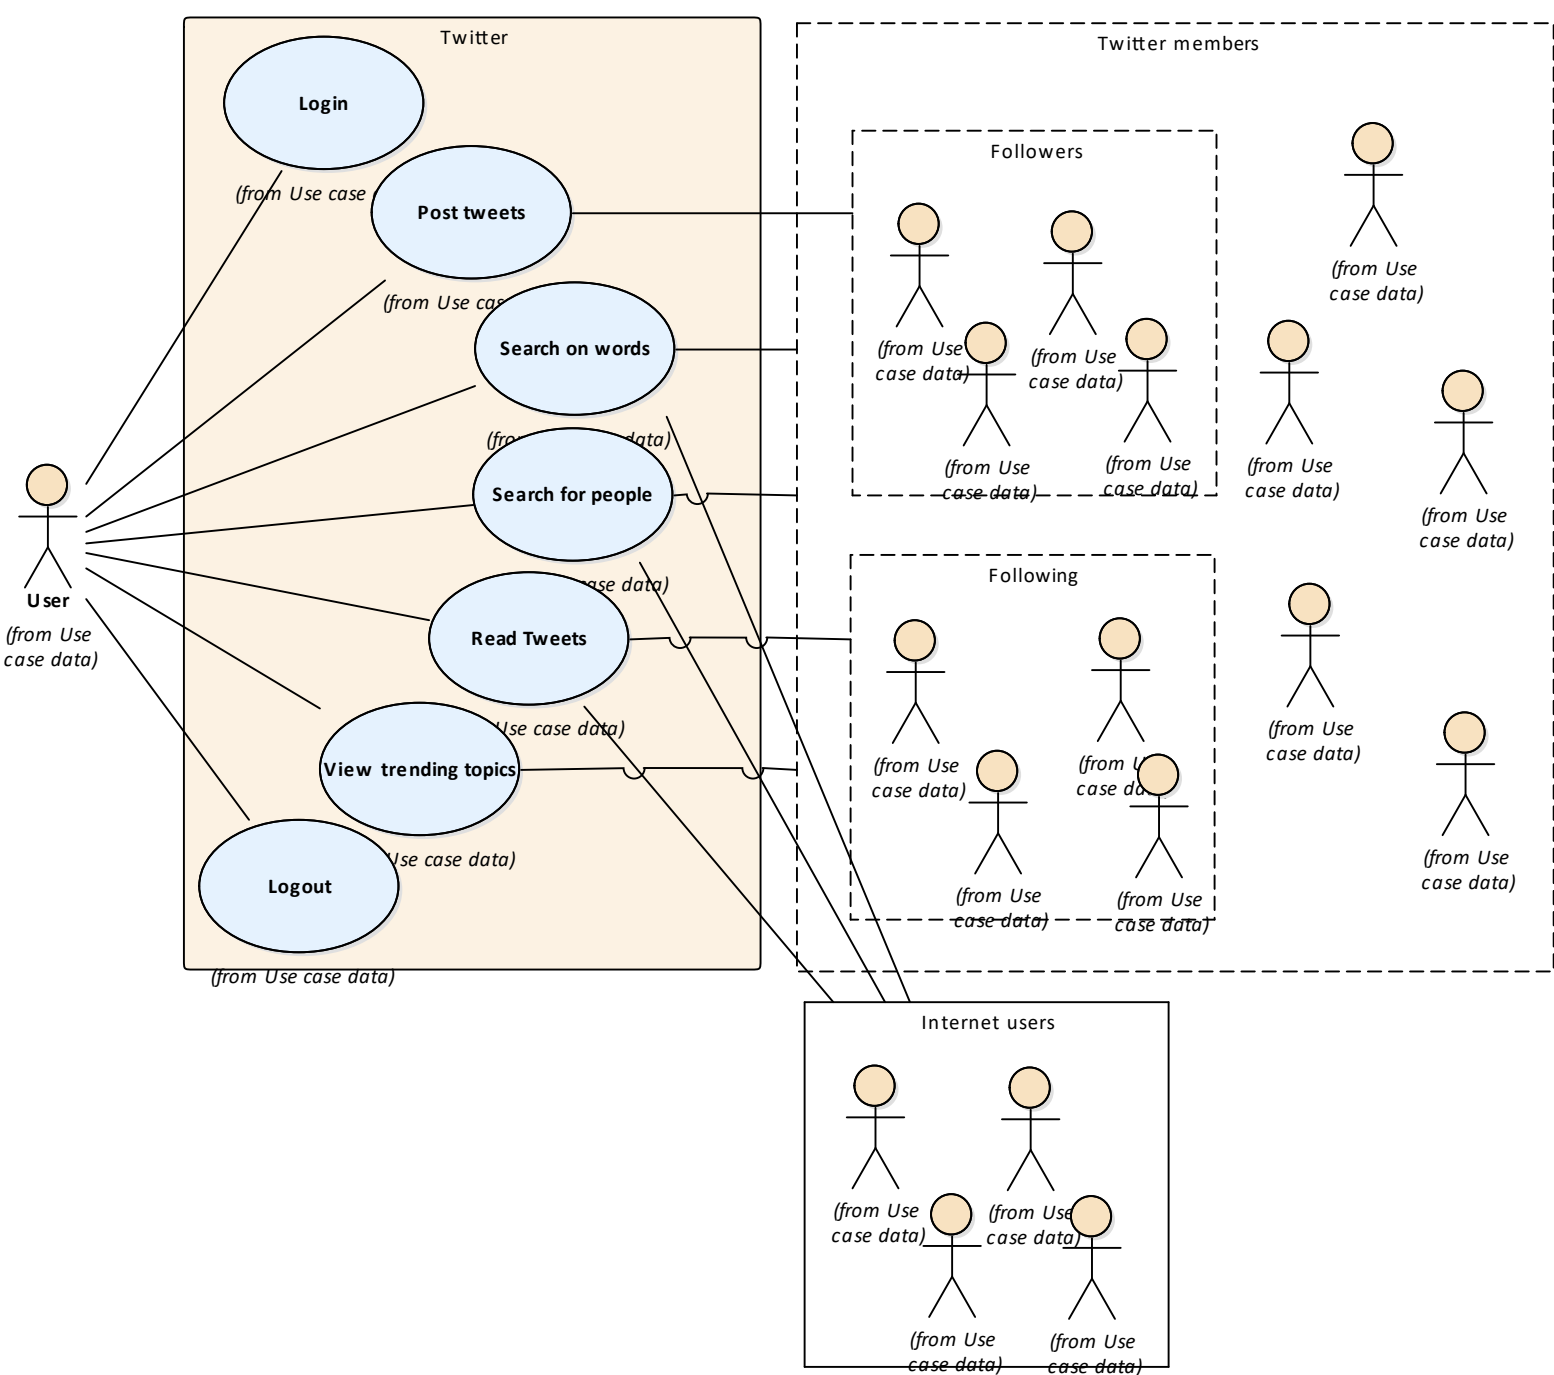 Twitter
Login
(from Use case
Post tweets
(from Use cas
Search on words
(fro data)
Search for people
case data)
Read Tweets
Use case data)
View trending topics
Use case data)
Logout
(from Use case data)
User
(from Use
case data)
Twitter members
Followers
(from Use
case data)
(from Use
case data)
(from Use
case data)
(from Use
case data)
(from Use
case data)
(from Use
case data)
(from Use
case data)
Following
(from Use
case data)
(from U
case da
(from Use
case data)
(from Use
case data)
(from Use
case data)
(from Use
case data)
Internet users
(from Use
case data)
(from Use
case data)
(from Use
case data)
(from Use
case data)